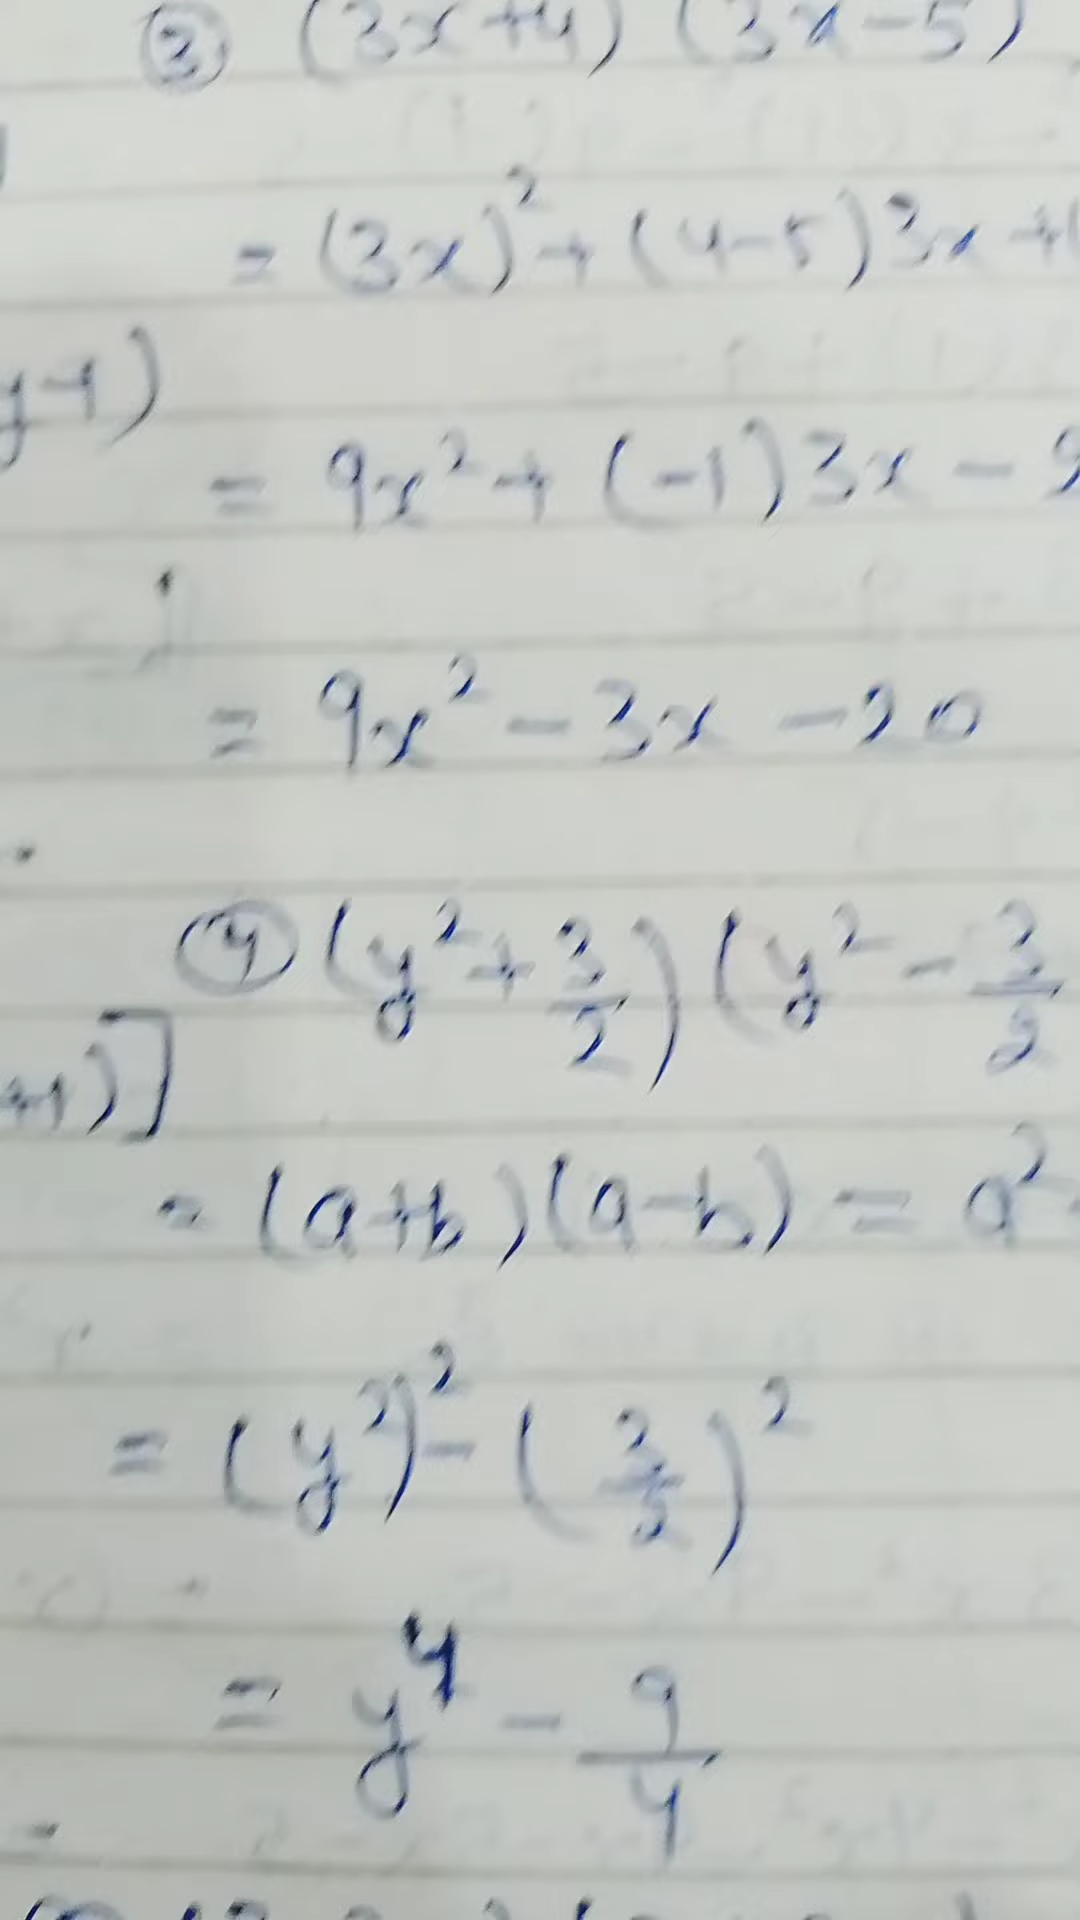 ③ (3x+4) (3x-5)
= (3x)² + (4-5)3x +(
y+1)
= 9x² + (-1)3x - 2
= 9x² - 3x - 20
④ (y² + 3/2) (y² - 3/2
+1)]
= (a+b)(a-b) = a²
= (y²)² - (3/2)²
= y⁴ - 9/4